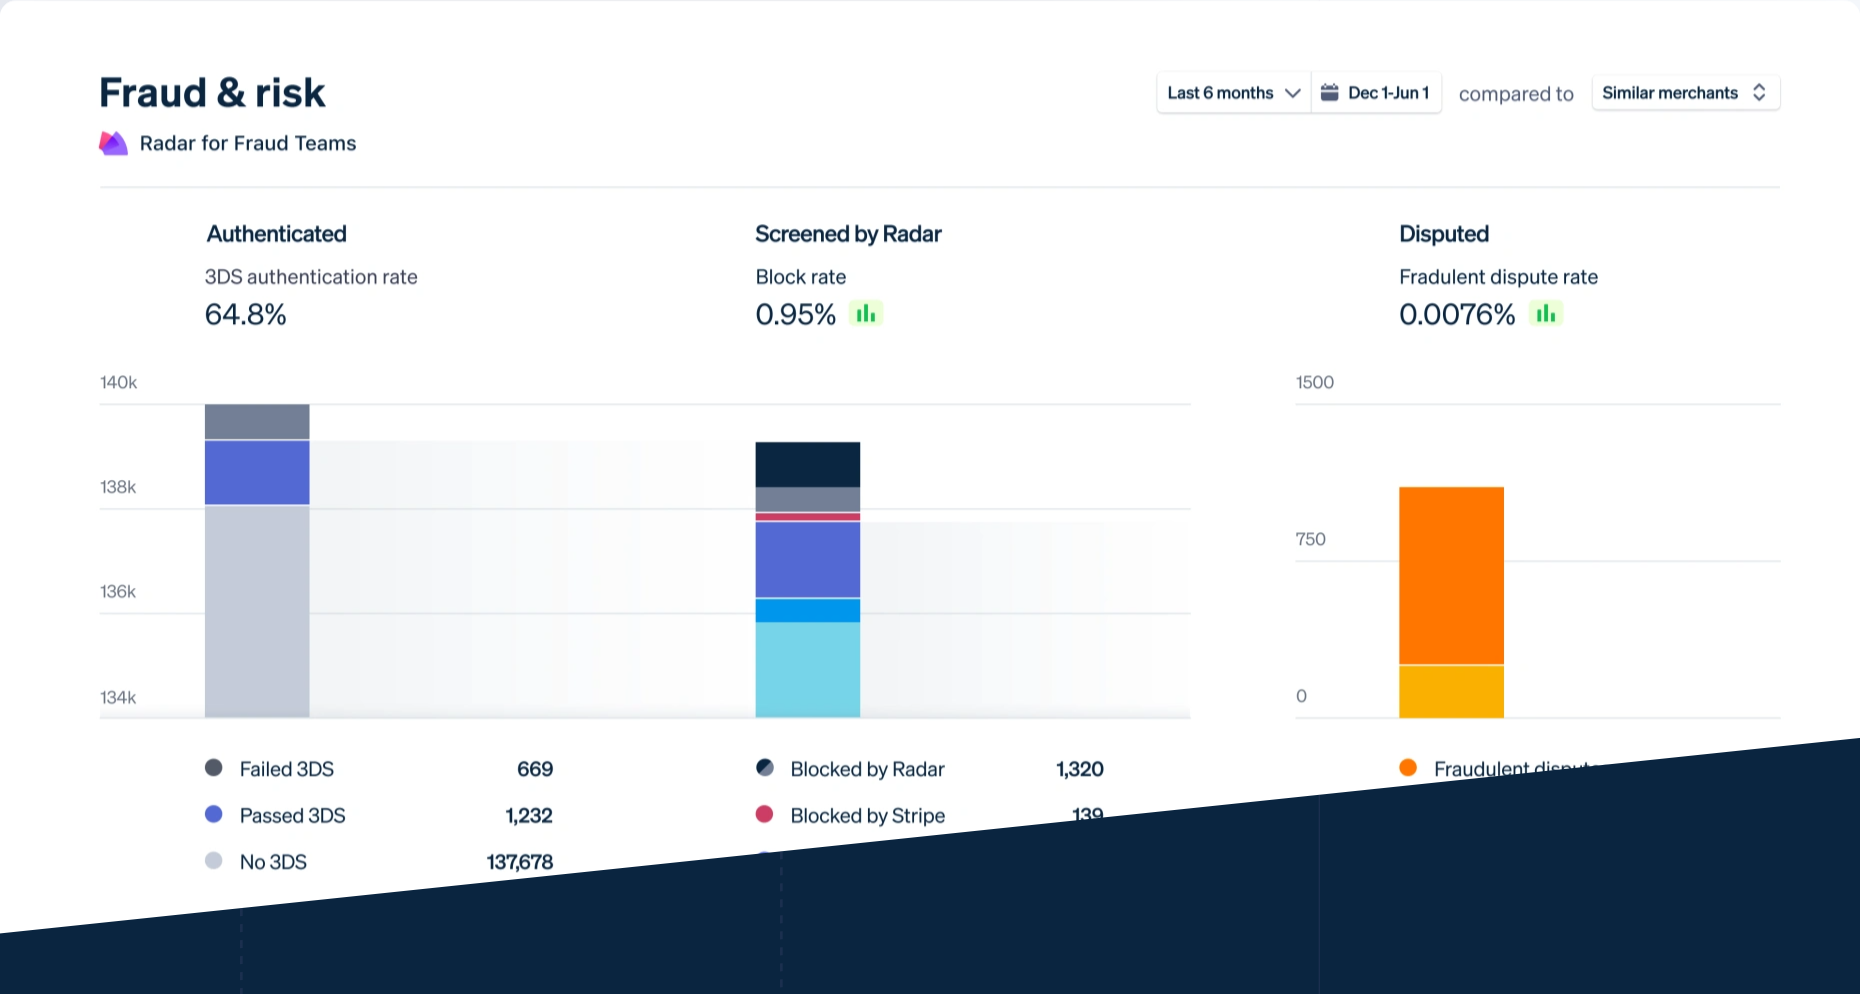 Fraud & risk
Last 6 months
Dec 1-Jun 1
compared to
Similar merchants
Radar for Fraud Teams
Authenticated
3DS authentication rate
64.8%
Screened by Radar
Block rate
0.95%
Disputed
Fradulent dispute rate
0.0076%
140k
138k
136k
134k
1500
750
0
Failed 3DS 669
Passed 3DS 1,232
No 3DS 137,678
Blocked by Radar 1,320
Blocked by Stripe 139
Fraudulent